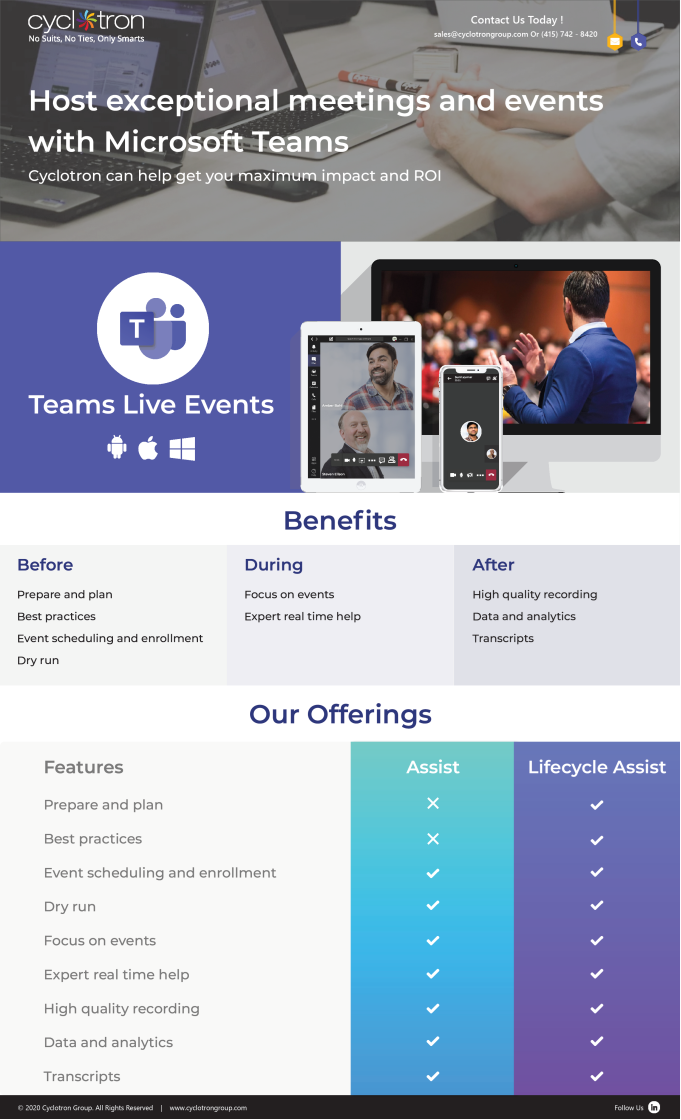 cyclotron
No Suits, No Ties, Only Smarts
Contact Us Today !
sales@cyclotrongroup.com Or (415) 742 - 8420
Host exceptional meetings and events
with Microsoft Teams
Cyclotron can help get you maximum impact and ROI
T
Teams Live Events
Steven Elison
Benefits
Before
Prepare and plan
Best practices
Event scheduling and enrollment
Dry run
During
Focus on events
Expert real time help
After
High quality recording
Data and analytics
Transcripts
Our Offerings
Features Assist Lifecycle Assist
Prepare and plan
Best practices
Event scheduling and enrollment
Dry run
Focus on events
Expert real time help
High quality recording
Data and analytics
Transcripts
© 2020 Cyclotron Group. All Rights Reserved | www.cyclotrongroup.com
Follow Us in